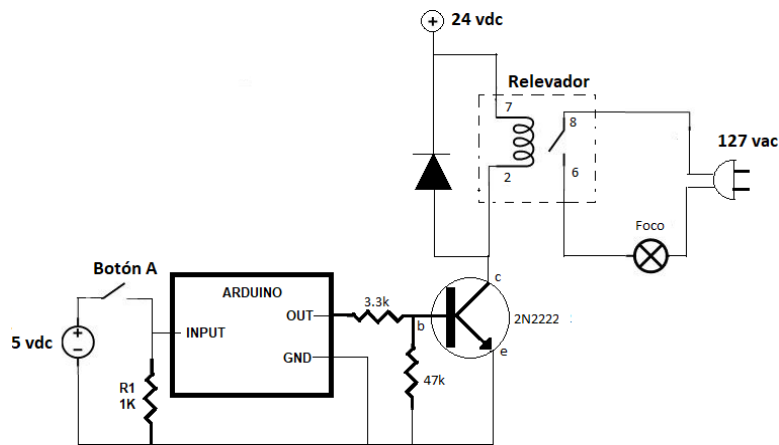 24 vdc
Relevador
7
8
127 vac
2
6
Foco
Botón A
ARDUINO
3.3k
c
OUT
2N2222
5 vdc
INPUT
b
e
GND
R1
1K
47k